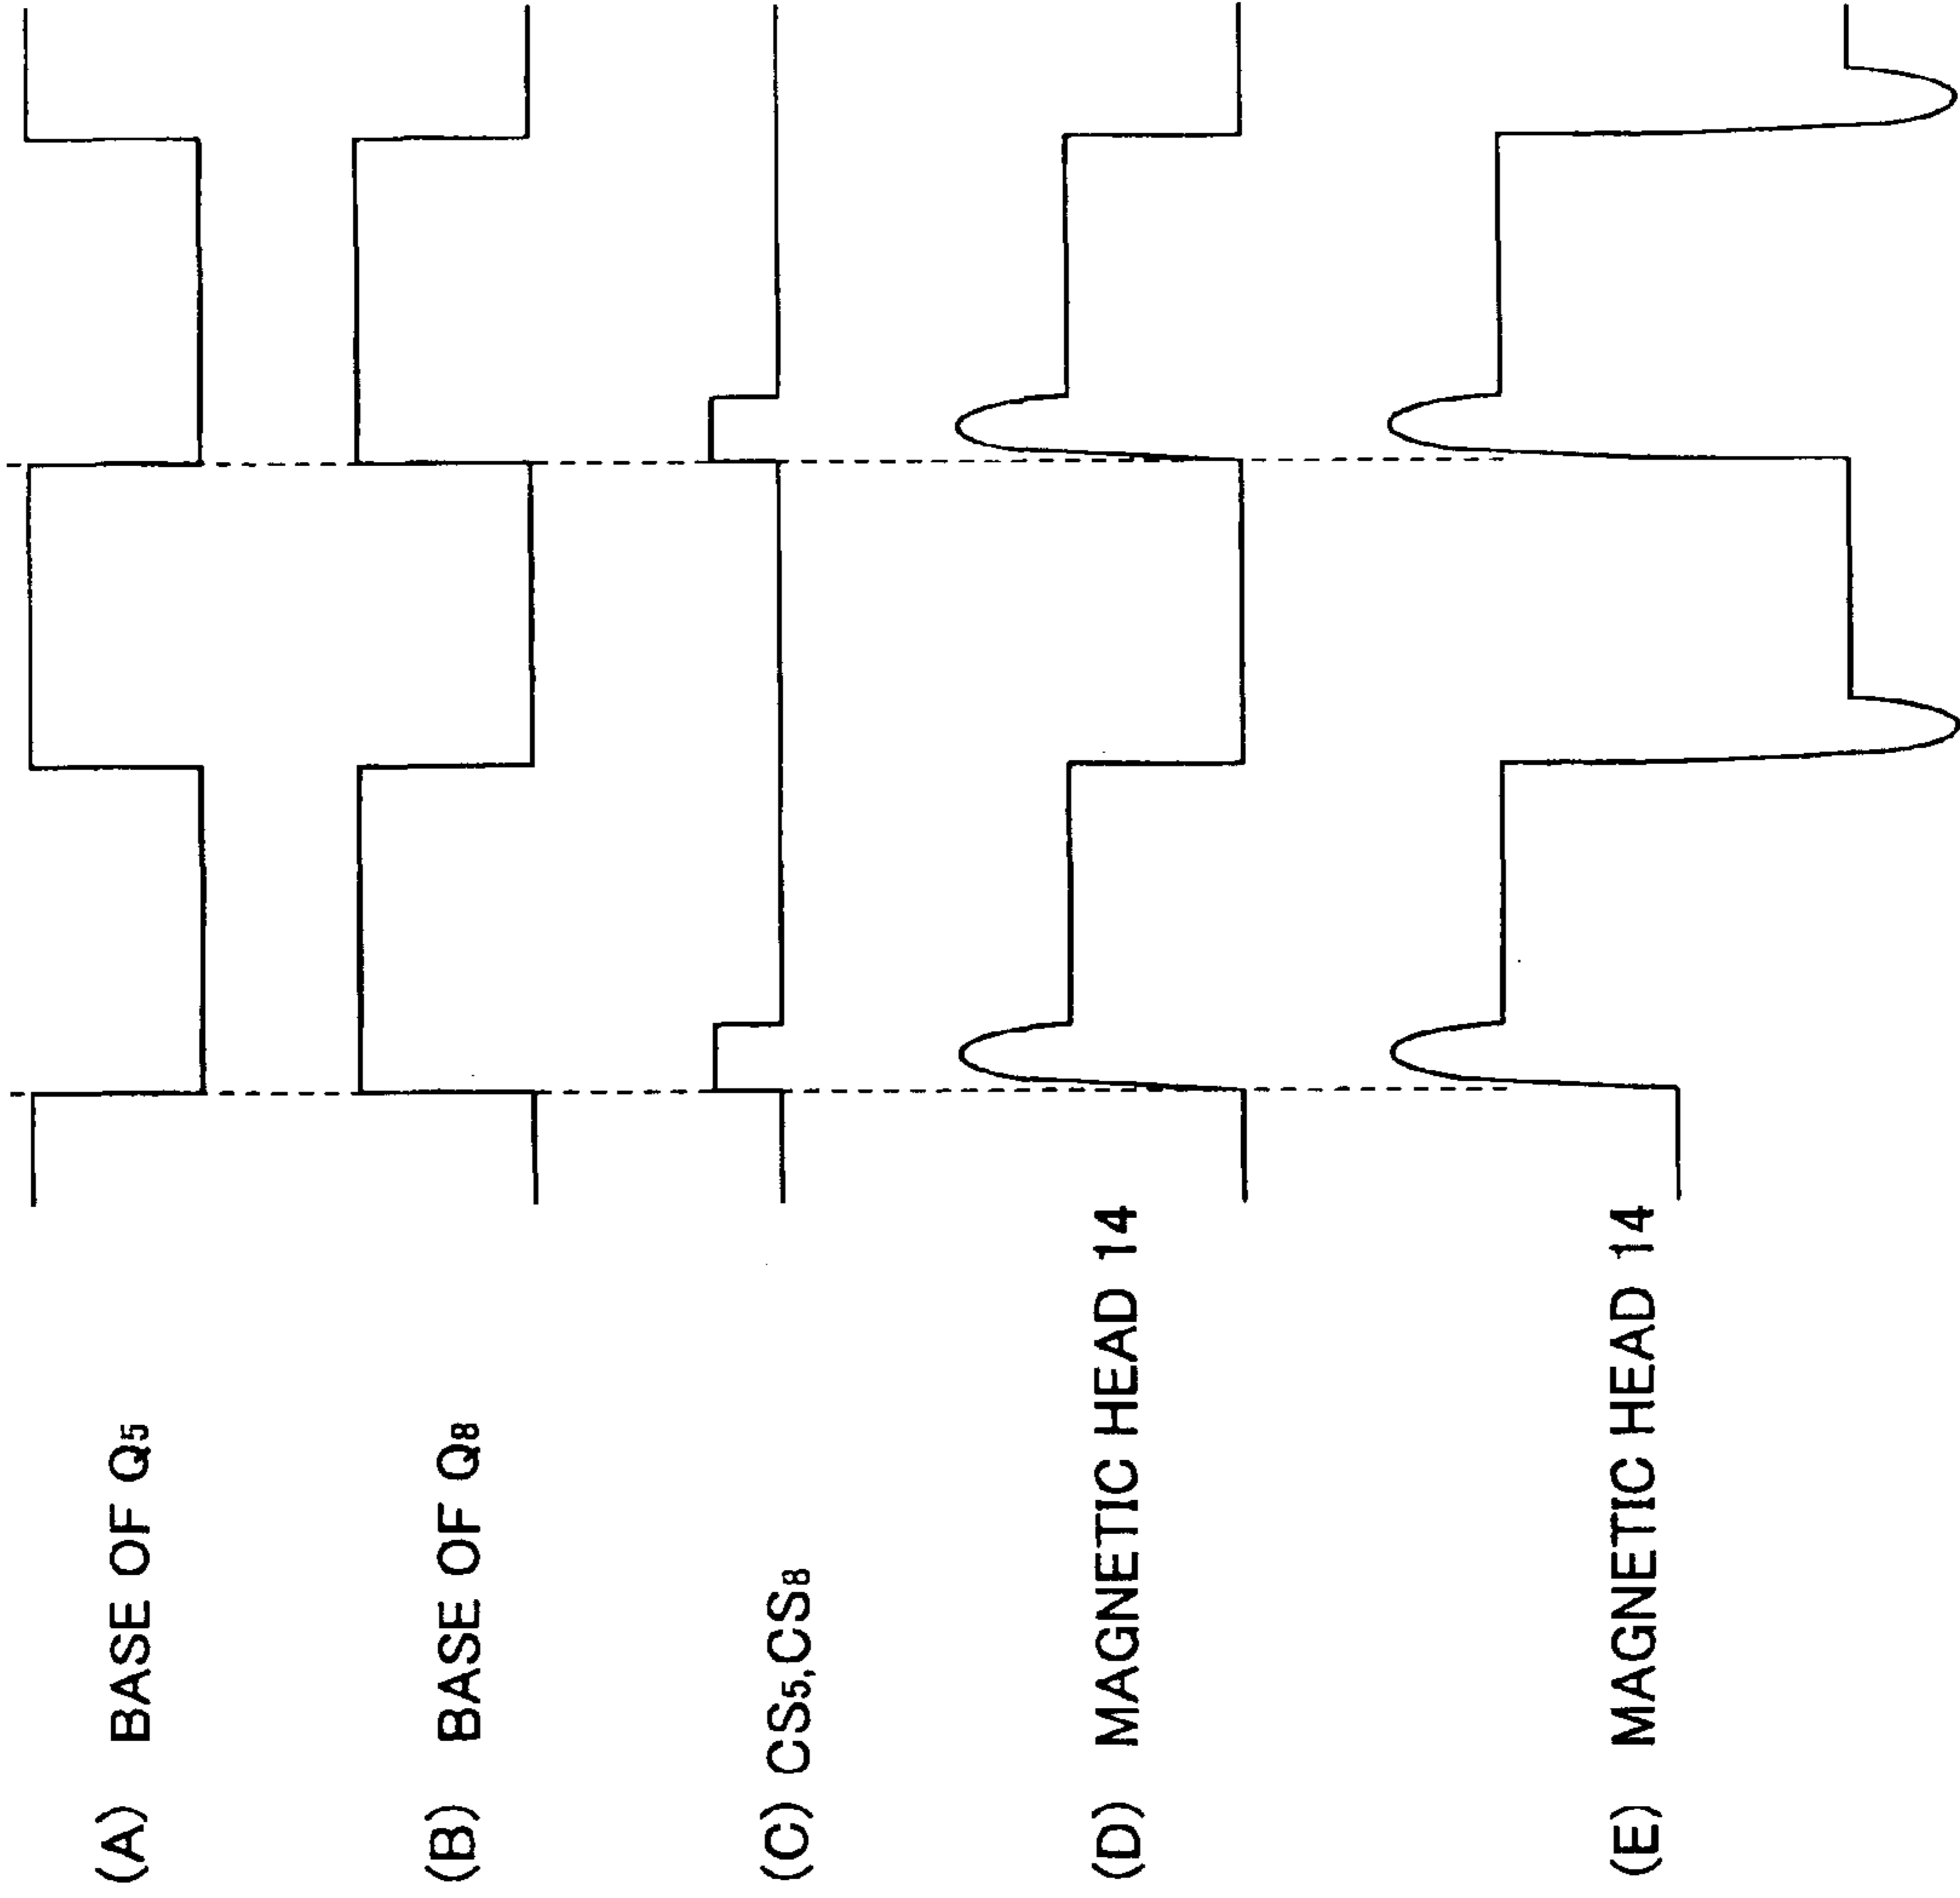 (A) BASE OF Q5
(B) BASE OF Q8
(C) CS5,CS8
(D) MAGNETIC HEAD 14
(E) MAGNETIC HEAD 14